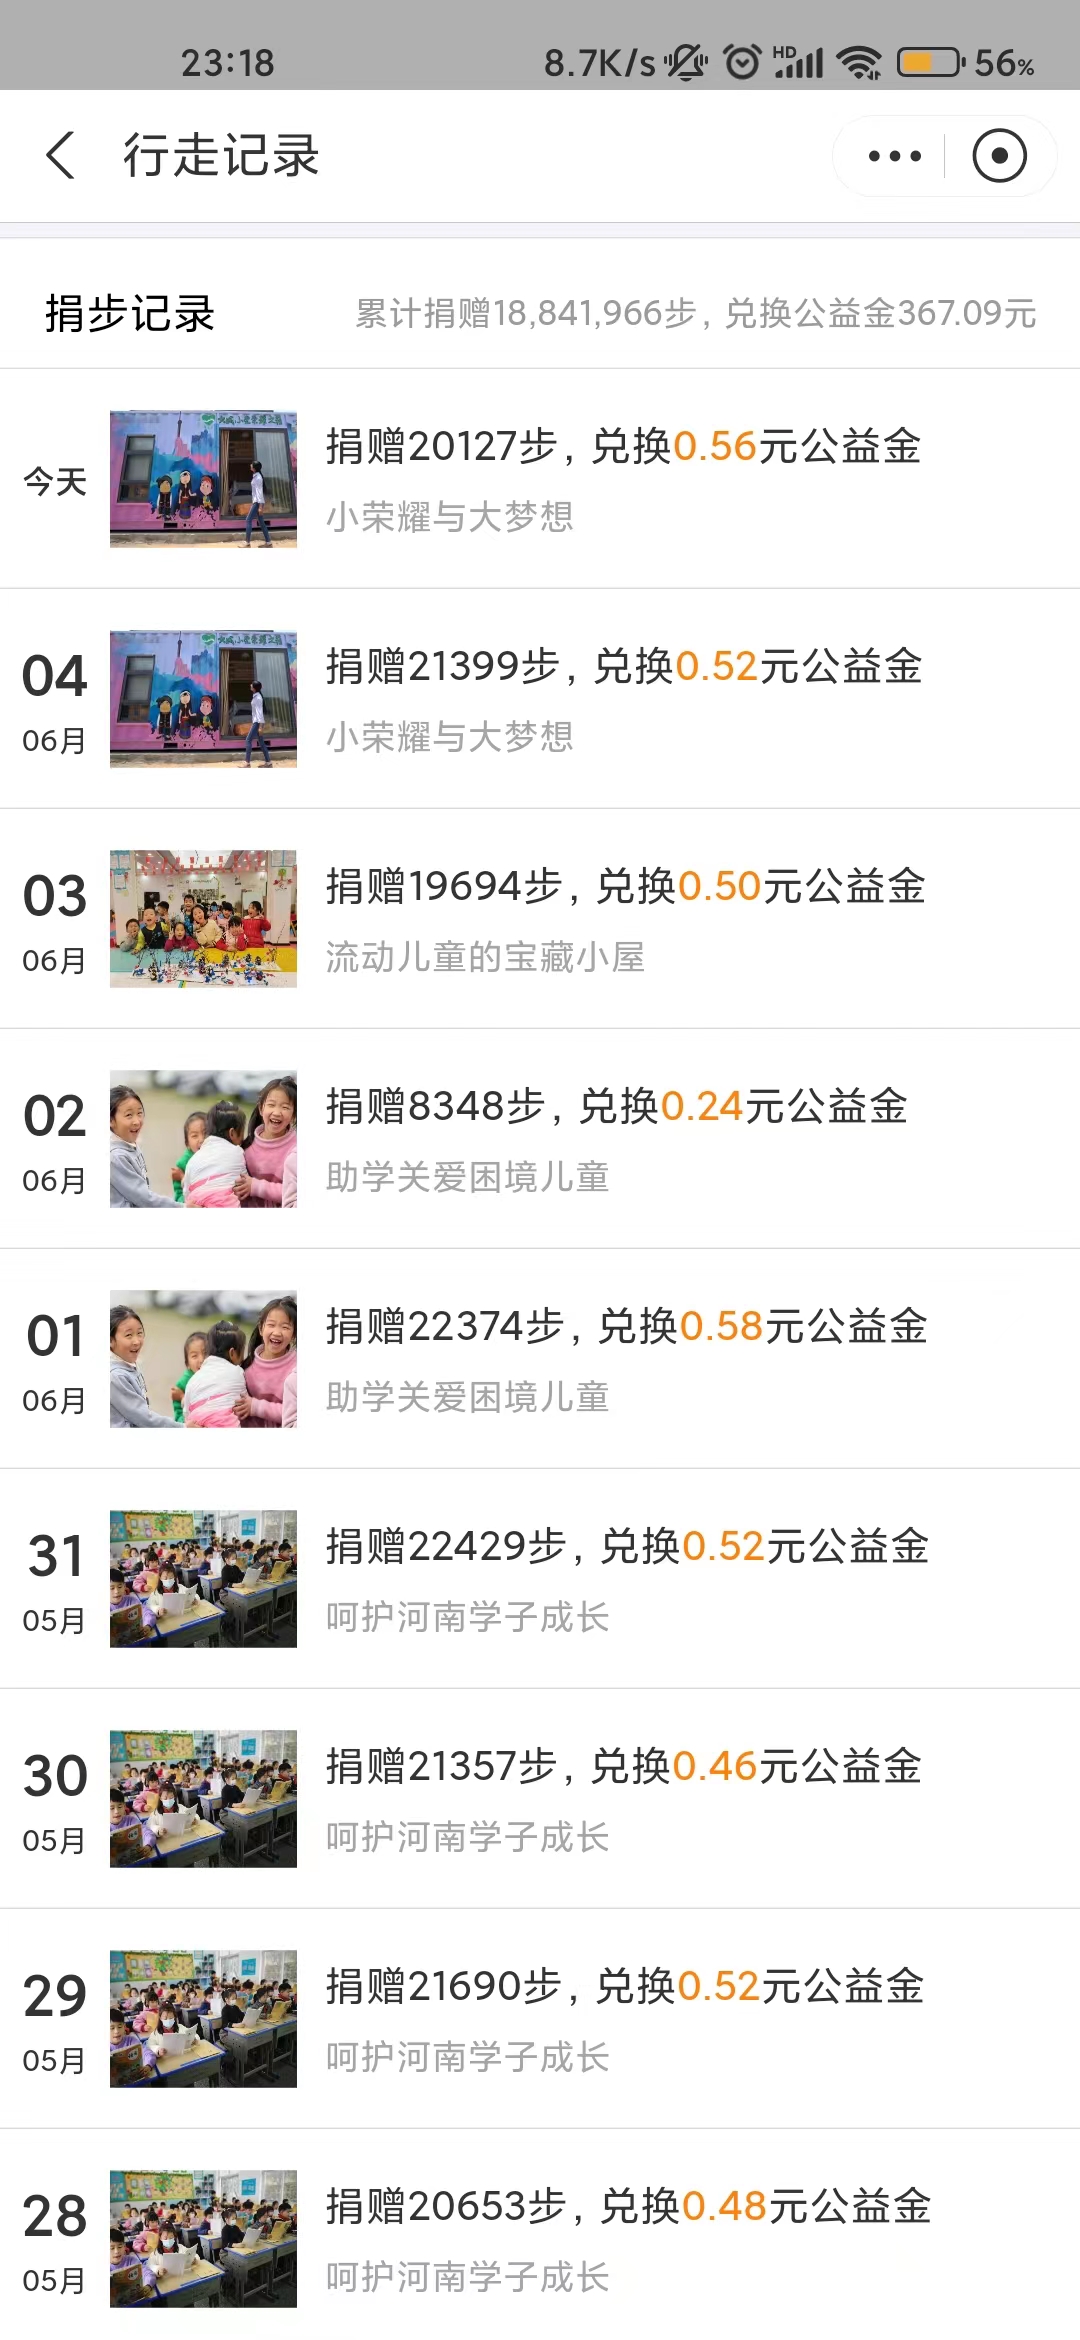 23:18 8.7K/s HD 56%
行走记录
捐步记录 累计捐赠18,841,966步，兑换公益金367.09元
今天
捐赠20127步，兑换0.56元公益金
小荣耀与大梦想
04
06月
捐赠21399步，兑换0.52元公益金
小荣耀与大梦想
03
06月
捐赠19694步，兑换0.50元公益金
流动儿童的宝藏小屋
02
06月
捐赠8348步，兑换0.24元公益金
助学关爱困境儿童
01
06月
捐赠22374步，兑换0.58元公益金
助学关爱困境儿童
31
05月
捐赠22429步，兑换0.52元公益金
呵护河南学子成长
30
05月
捐赠21357步，兑换0.46元公益金
呵护河南学子成长
29
05月
捐赠21690步，兑换0.52元公益金
呵护河南学子成长
28
05月
捐赠20653步，兑换0.48元公益金
呵护河南学子成长